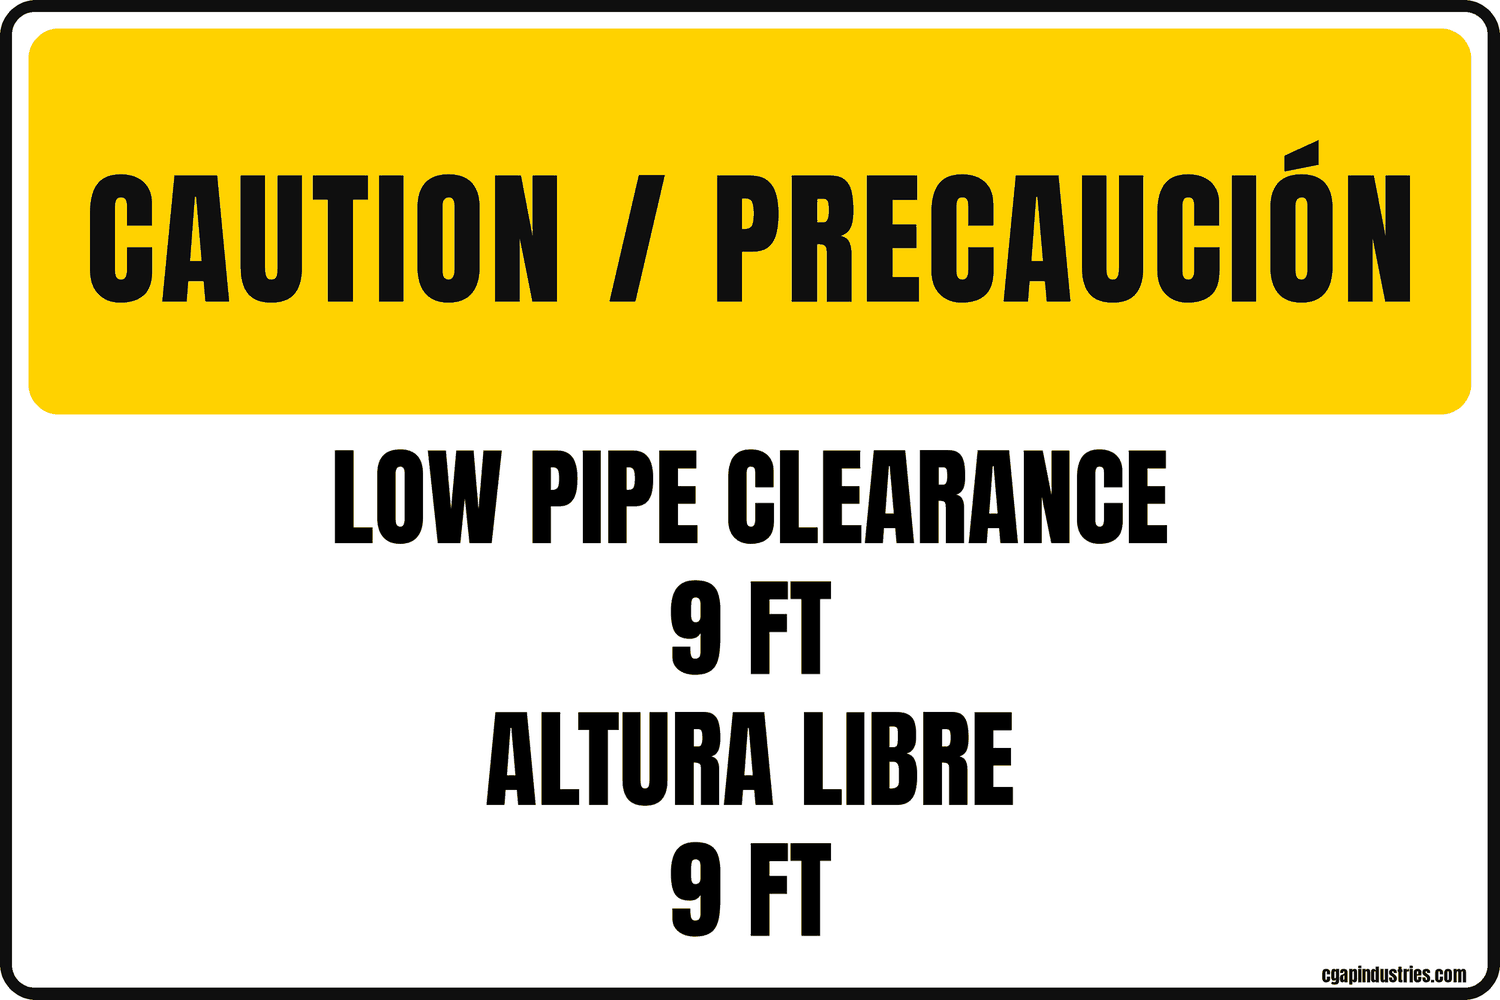 CAUTION / PRECAUCIÓN
LOW PIPE CLEARANCE
9 FT
ALTURA LIBRE
9 FT
cgapindustries.com